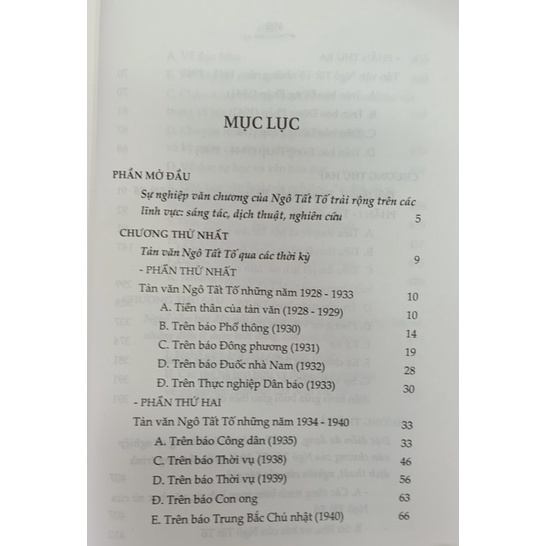 MỤC LỤC
PHẦN MỞ ĐẦU
Sự nghiệp văn chương của Ngô Tất Tố trải rộng trên các
lĩnh vực: sáng tác, dịch thuật, nghiên cứu 5
CHƯƠNG THỨ NHẤT
Tản văn Ngô Tất Tố qua các thời kỳ 9
- PHẦN THỨ NHẤT
Tản văn Ngô Tất Tố những năm 1928 - 1933 10
A. Tiền thân của tản văn (1928 - 1929) 10
B. Trên báo Phổ thông (1930) 14
C. Trên báo Đông phương (1931) 19
D. Trên báo Đuốc nhà Nam (1932) 28
Đ. Trên Thực nghiệp Dân báo (1933) 30
- PHẦN THỨ HAI
Tản văn Ngô Tất Tố những năm 1934 - 1940 33
A. Trên báo Công dân (1935) 33
C. Trên báo Thời vụ (1938) 46
D. Trên báo Thời vụ (1939) 56
Đ. Trên báo Con ong 63
E. Trên báo Trung Bắc Chủ nhật (1940) 66